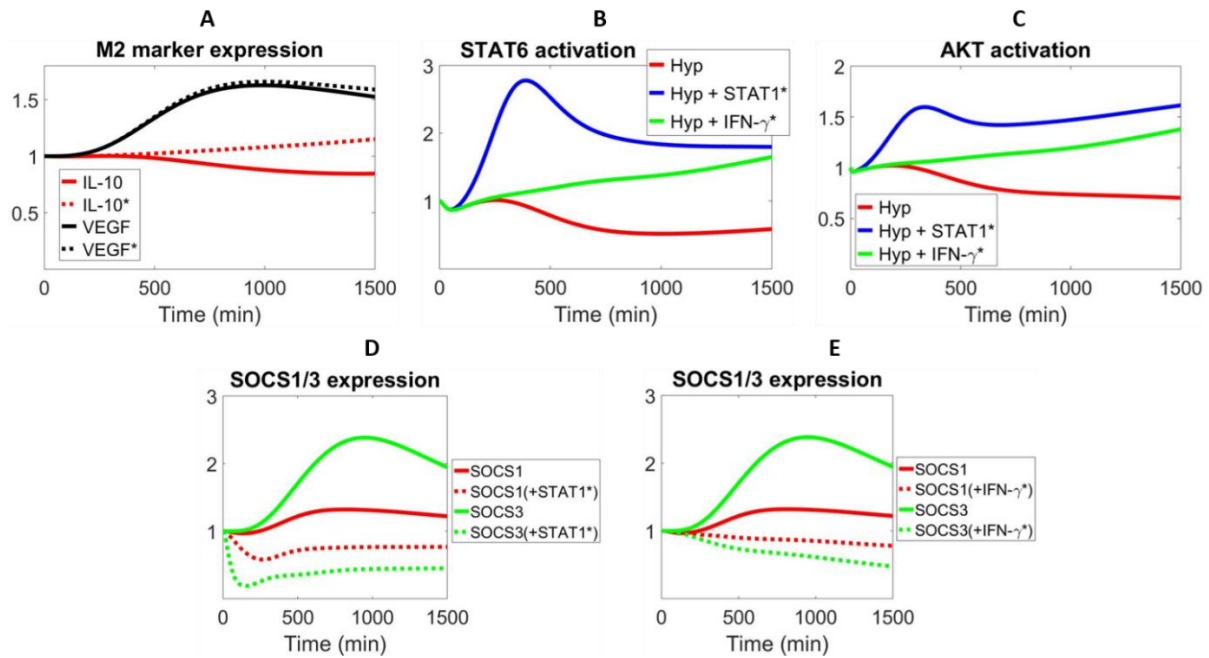 A
M2 marker expression
1.5
1
0.5
IL-10
IL-10*
VEGF
VEGF*
0 500 1000 1500
Time (min)
B
STAT6 activation
3
2
1
Hyp
Hyp + STAT1*
Hyp + IFN-γ*
0 500 1000 1500
Time (min)
C
AKT activation
2
1.5
1
0.5
Hyp
Hyp + STAT1*
Hyp + IFN-γ*
0 500 1000 1500
Time (min)
D
SOCS1/3 expression
3
2
1
SOCS1
SOCS1(+STAT1*)
SOCS3
SOCS3(+STAT1*)
0 500 1000 1500
Time (min)
E
SOCS1/3 expression
3
2
1
SOCS1
SOCS1(+IFN-γ*)
SOCS3
SOCS3(+IFN-γ*)
0 500 1000 1500
Time (min)